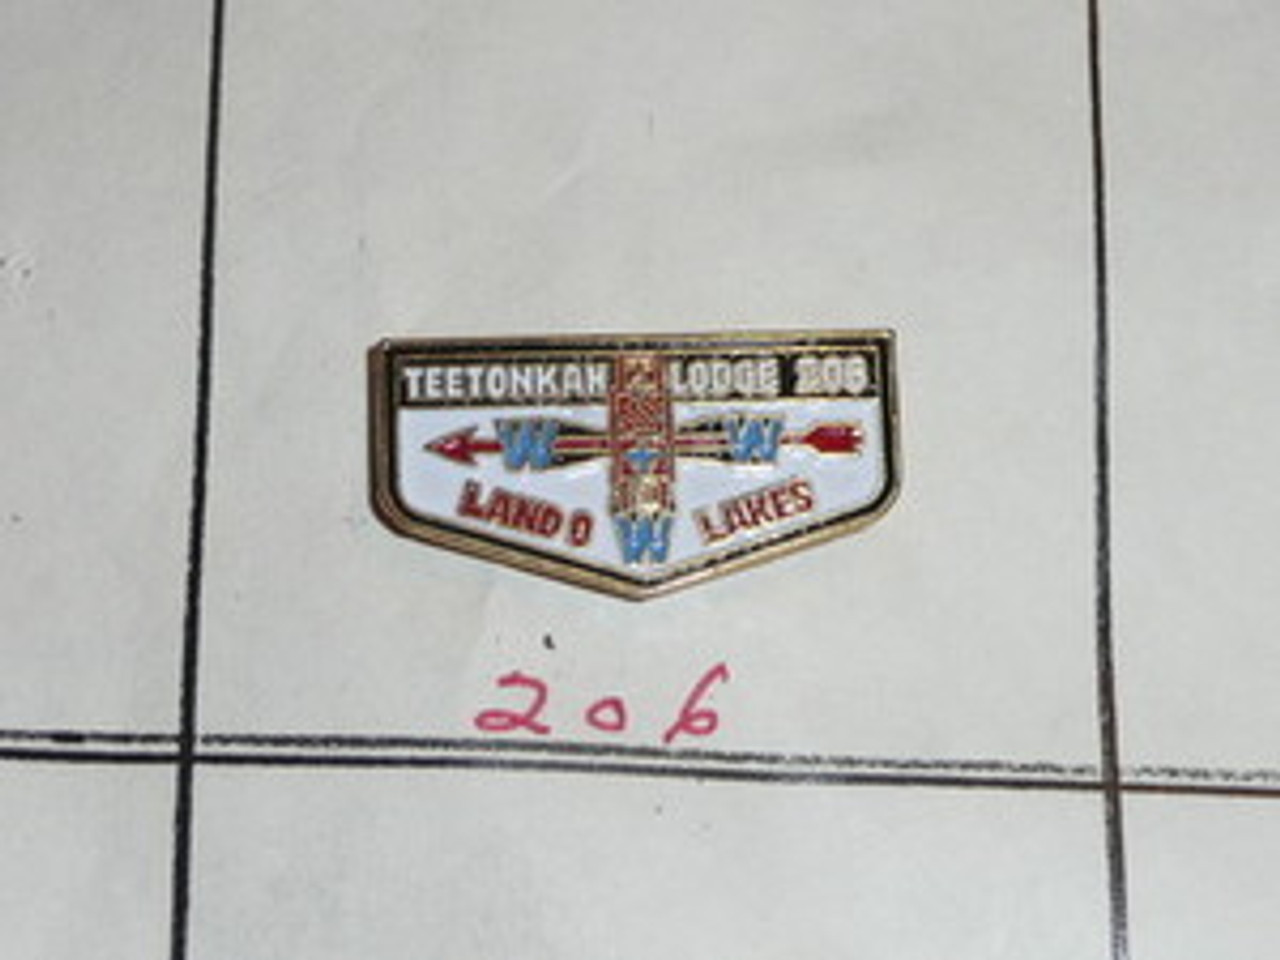 TEETONKAH LODGE 206
W W
LAND O LAKES
W
206